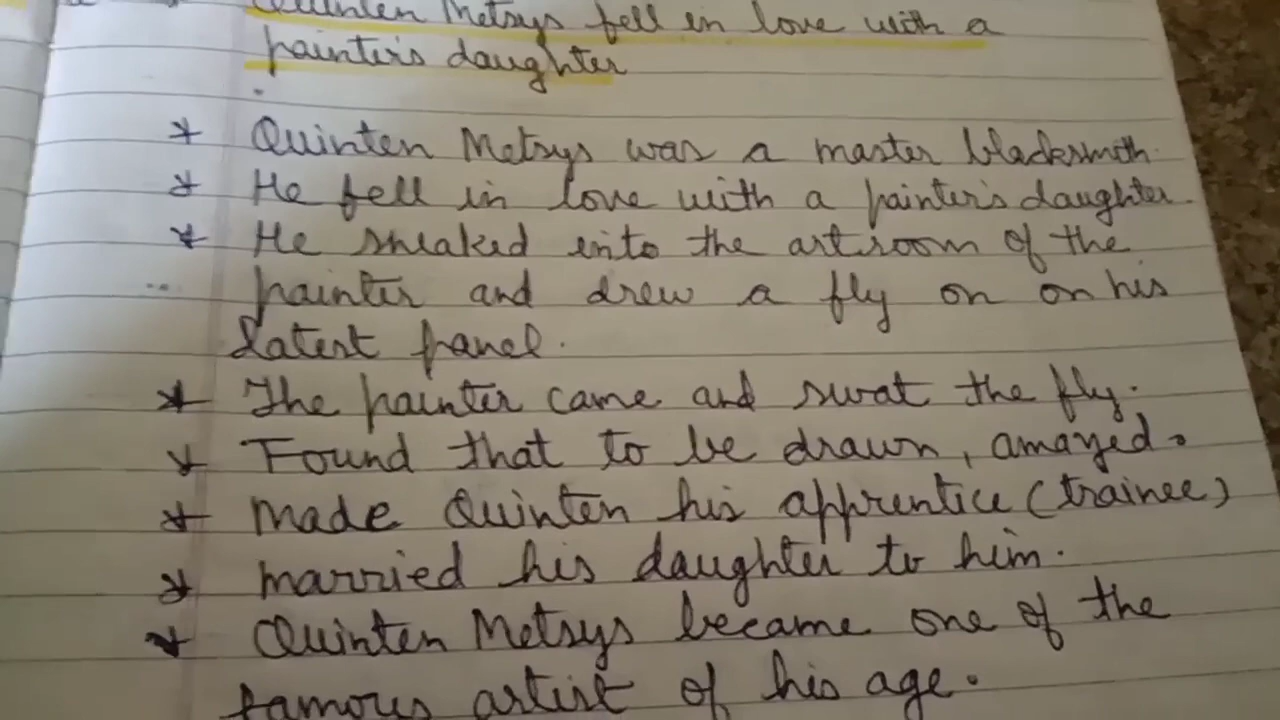 Quinten Metsys fell in love with a
painter's daughter
* Quinten Metsys was a master blacksmith.
* He fell in love with a painter's daughter.
* He sneaked into the artroom of the
painter and drew a fly on on his
latest panel.
* The painter came and swat the fly.
* Found that to be drawn, amazed.
* Made Quinten his apprentice (trainee)
* married his daughter to him.
* Quinten Metsys became one of the
famous artist of his age.